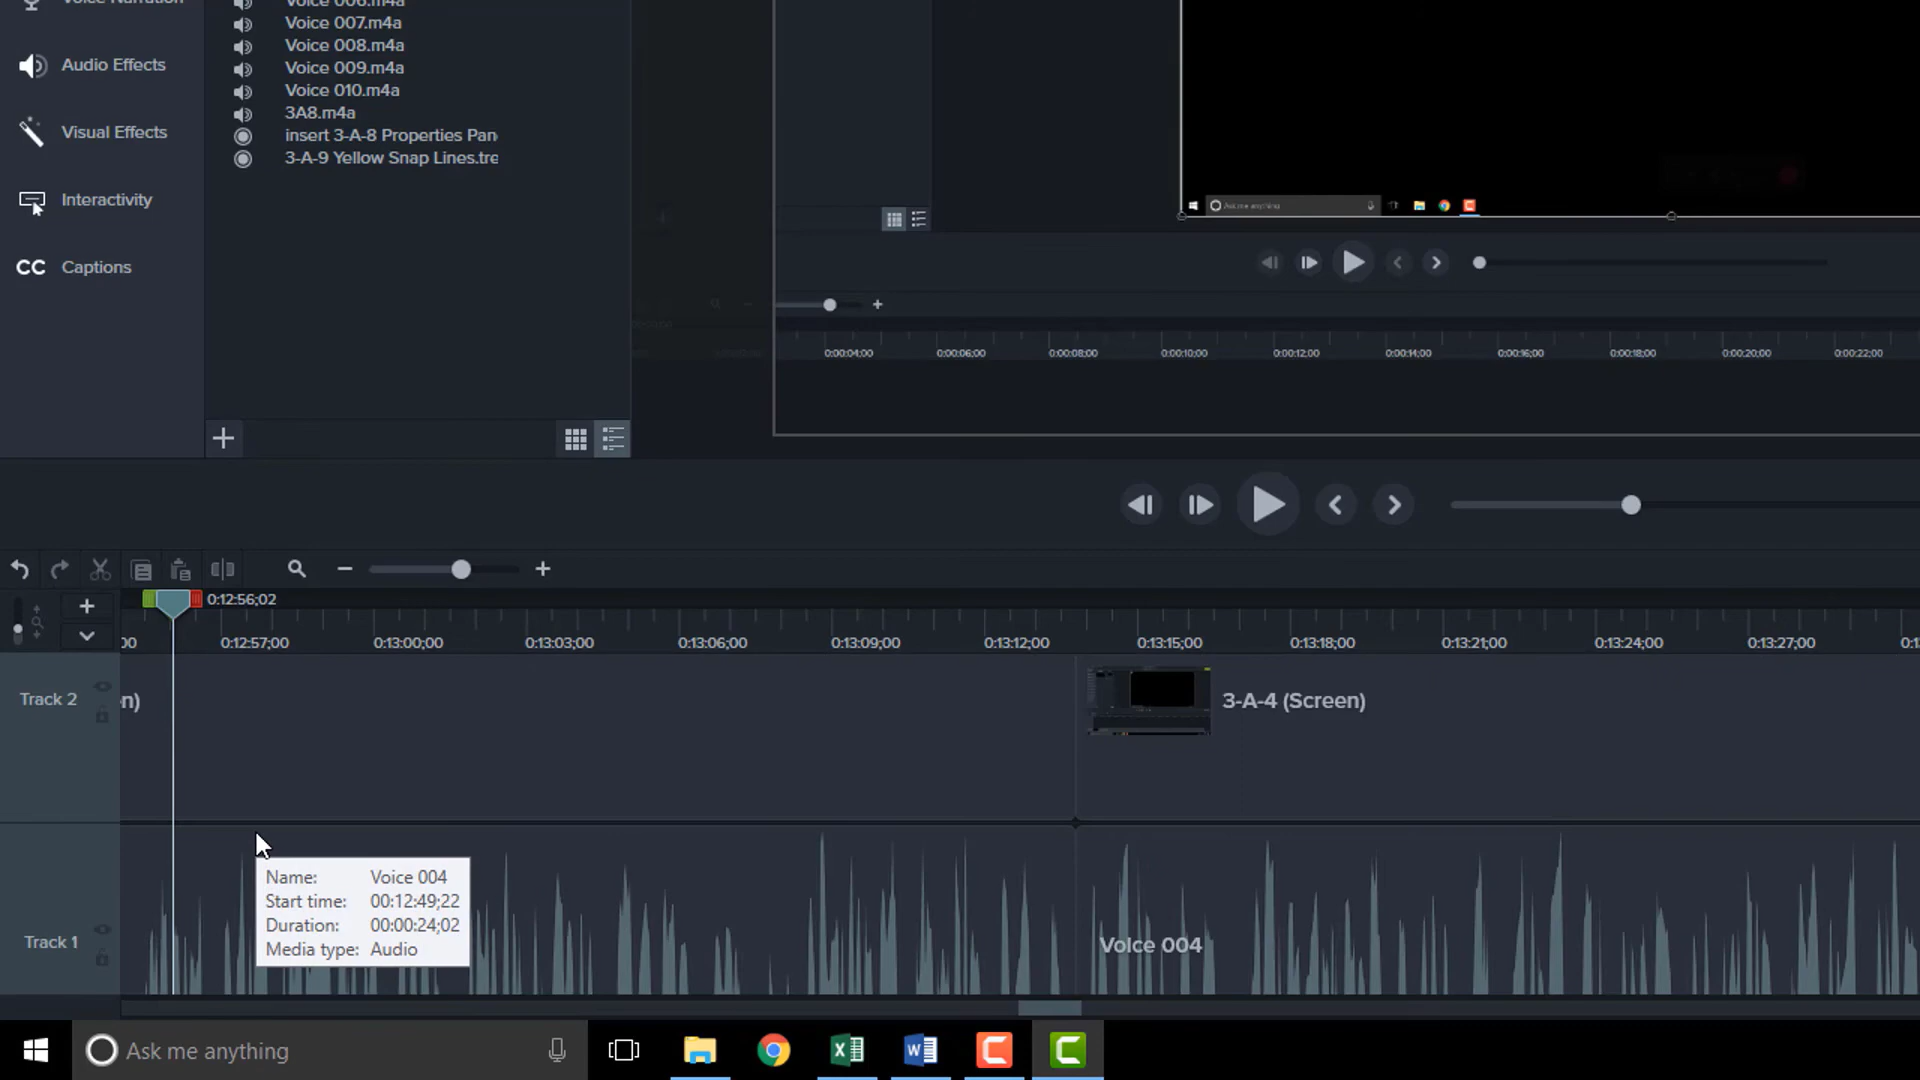 Voice Narration
Voice 006.m4a
Voice 007.m4a
Voice 008.m4a
Voice 009.m4a
Voice 010.m4a
3A8.m4a
insert 3-A-8 Properties Pan
3-A-9 Yellow Snap Lines.tre
Audio Effects
Visual Effects
Interactivity
CC Captions
Ask me anything
0:00:04;00 0:00:06;00 0:00:08;00 0:00:10;00 0:00:12;00 0:00:14;00 0:00:16;00 0:00:18;00 0:00:20;00 0:00:22;00
0:12:56;02
00 0:12:57;00 0:13:00;00 0:13:03;00 0:13:06;00 0:13:09;00 0:13:12;00 0:13:15;00 0:13:18;00 0:13:21;00 0:13:24;00 0:13:27;00 0:1
Track 2
n)
3-A-4 (Screen)
Name: Voice 004
Start time: 00:12:49;22
Duration: 00:00:24;02
Media type: Audio
Track 1
Voice 004
Ask me anything